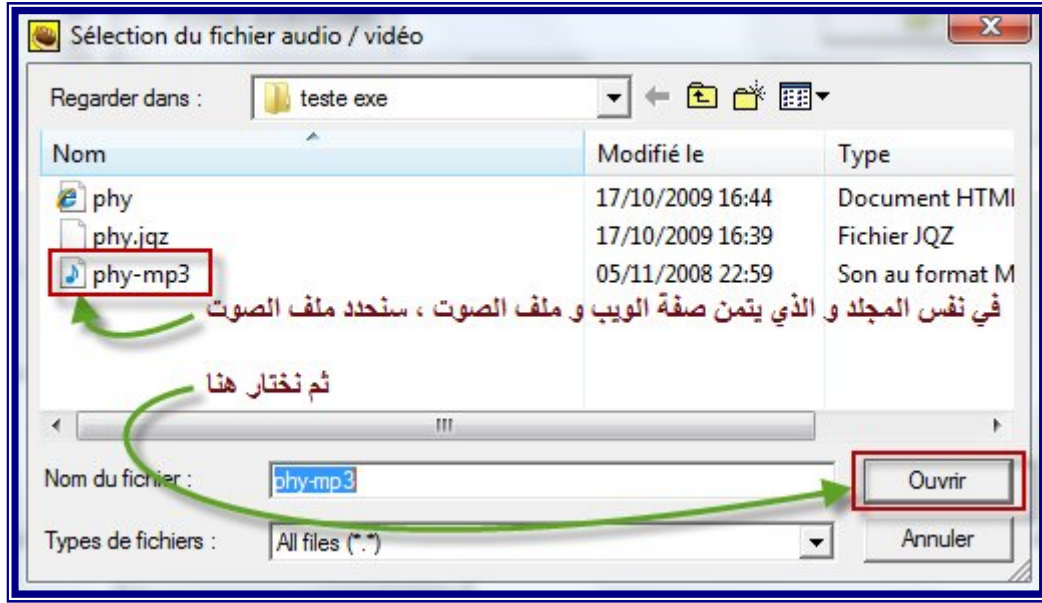 Sélection du fichier audio / vidéo
Regarder dans :
teste exe
Nom Modifié le Type
phy 17/10/2009 16:44 Document HTM
phy.jqz 17/10/2009 16:39 Fichier JQZ
phy-mp3 05/11/2008 22:59 Son au format M
في نفس المجلد و الذي يتمن صفة الويب و ملف الصوت ، سنحدد ملف الصوت
ثم نختار هنا
Nom du fichier : phy-mp3 Ouvrir
Types de fichiers : All files (*.*) Annuler